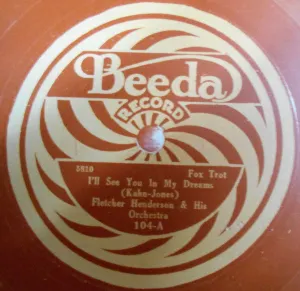 Beeda
RECORD
5810 Fox Trot
I'll See You In My Dreams
(Kahn-Jones)
Fletcher Henderson & His
Orchestra
104-A